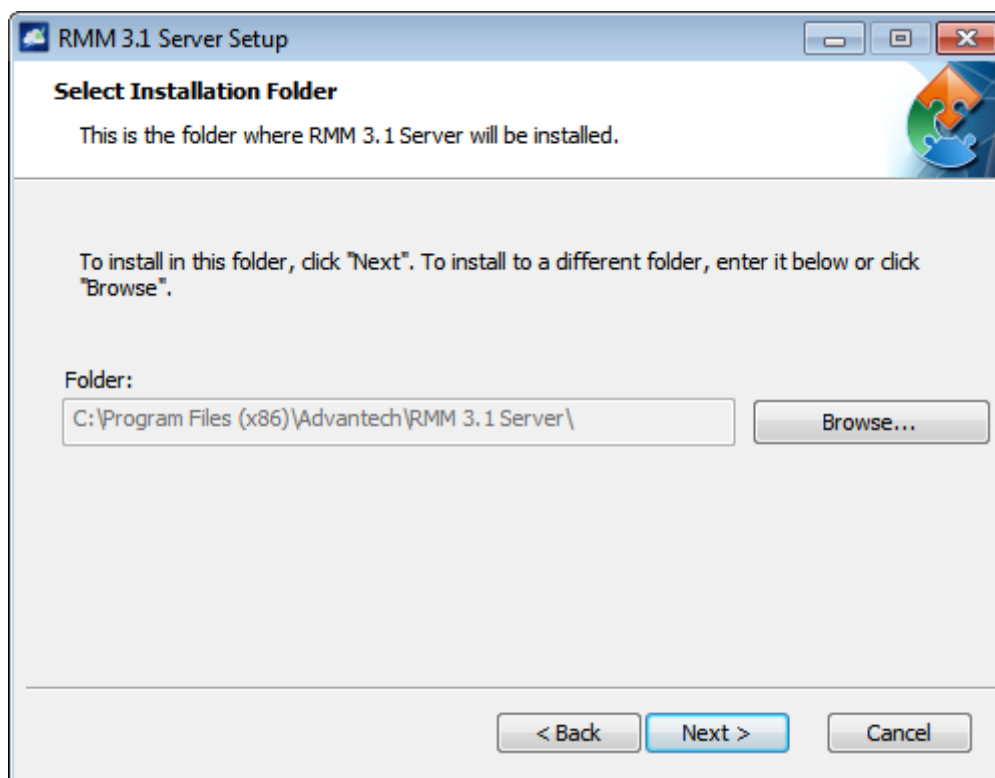 RMM 3.1 Server Setup
Select Installation Folder
This is the folder where RMM 3.1 Server will be installed.
To install in this folder, click "Next". To install to a different folder, enter it below or click
"Browse".
Folder:
C:\Program Files (x86)\Advantech\RMM 3.1 Server\
Browse...
< Back
Next >
Cancel